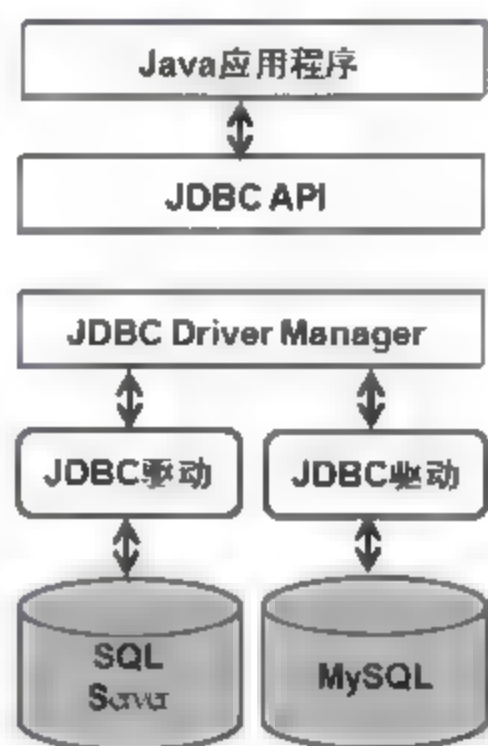 Java应用程序
JDBC API
JDBC Driver Manager
JDBC驱动
JDBC驱动
SQL
Server
MySQL